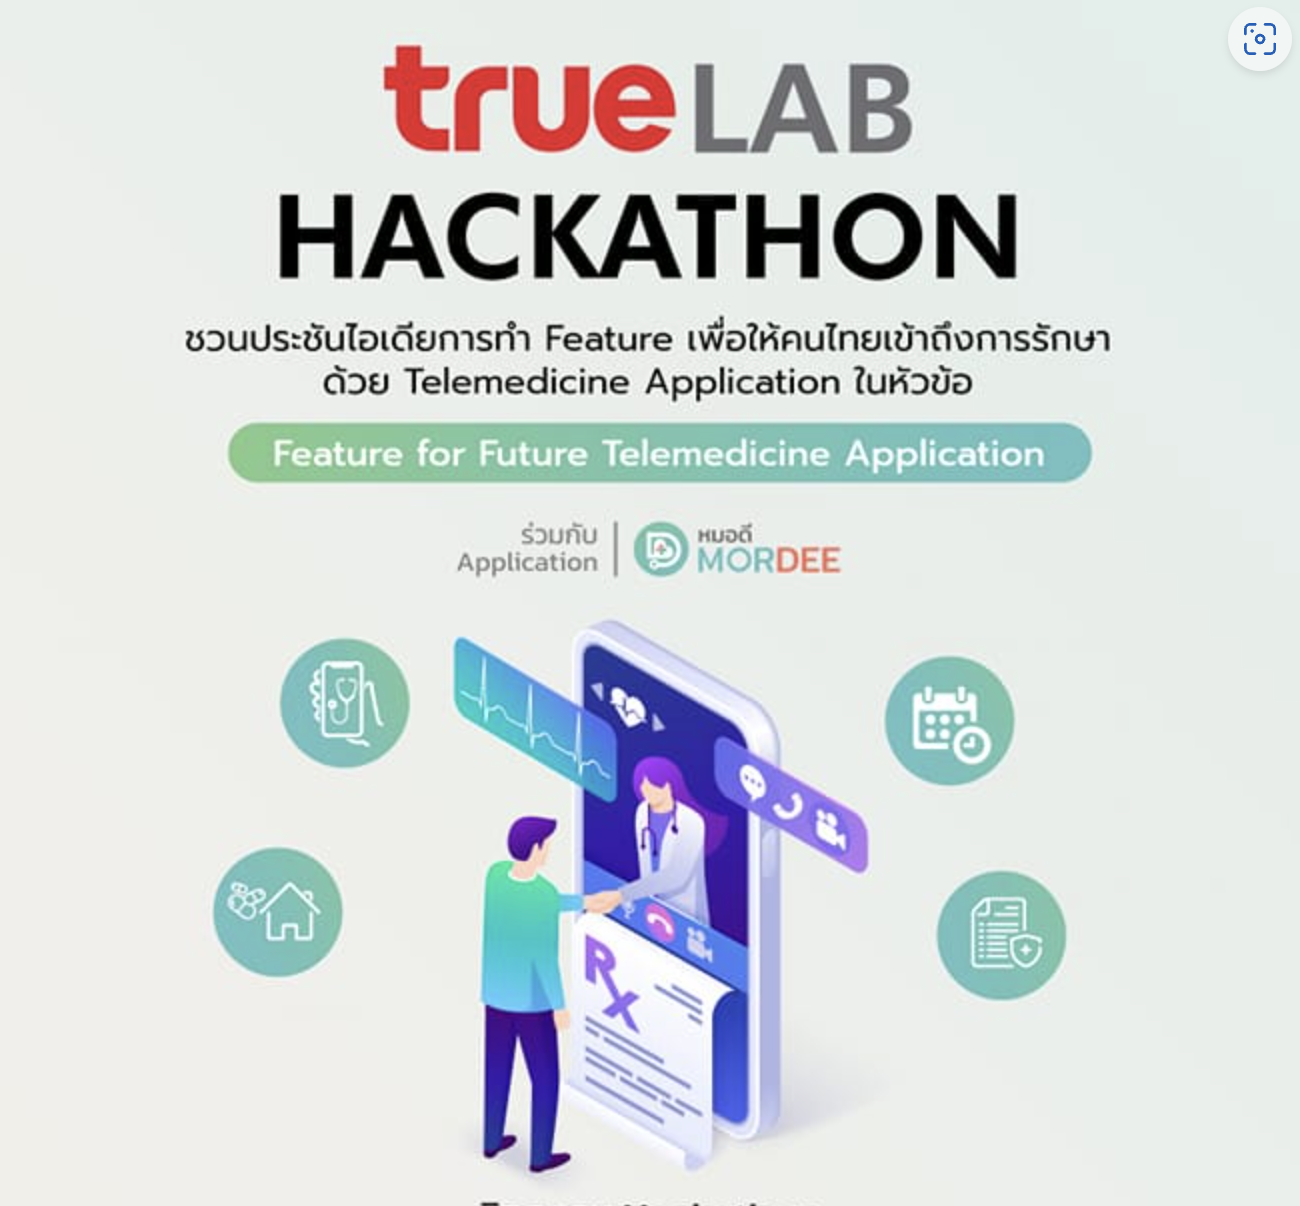 true LAB
HACKATHON
ชวนประชันไอเดียการทำ Feature เพื่อให้คนไทยเข้าถึงการรักษา
ด้วย Telemedicine Application ในหัวข้อ
Feature for Future Telemedicine Application
ร่วมกับ
Application
หมอดี
MORDEE
Rx